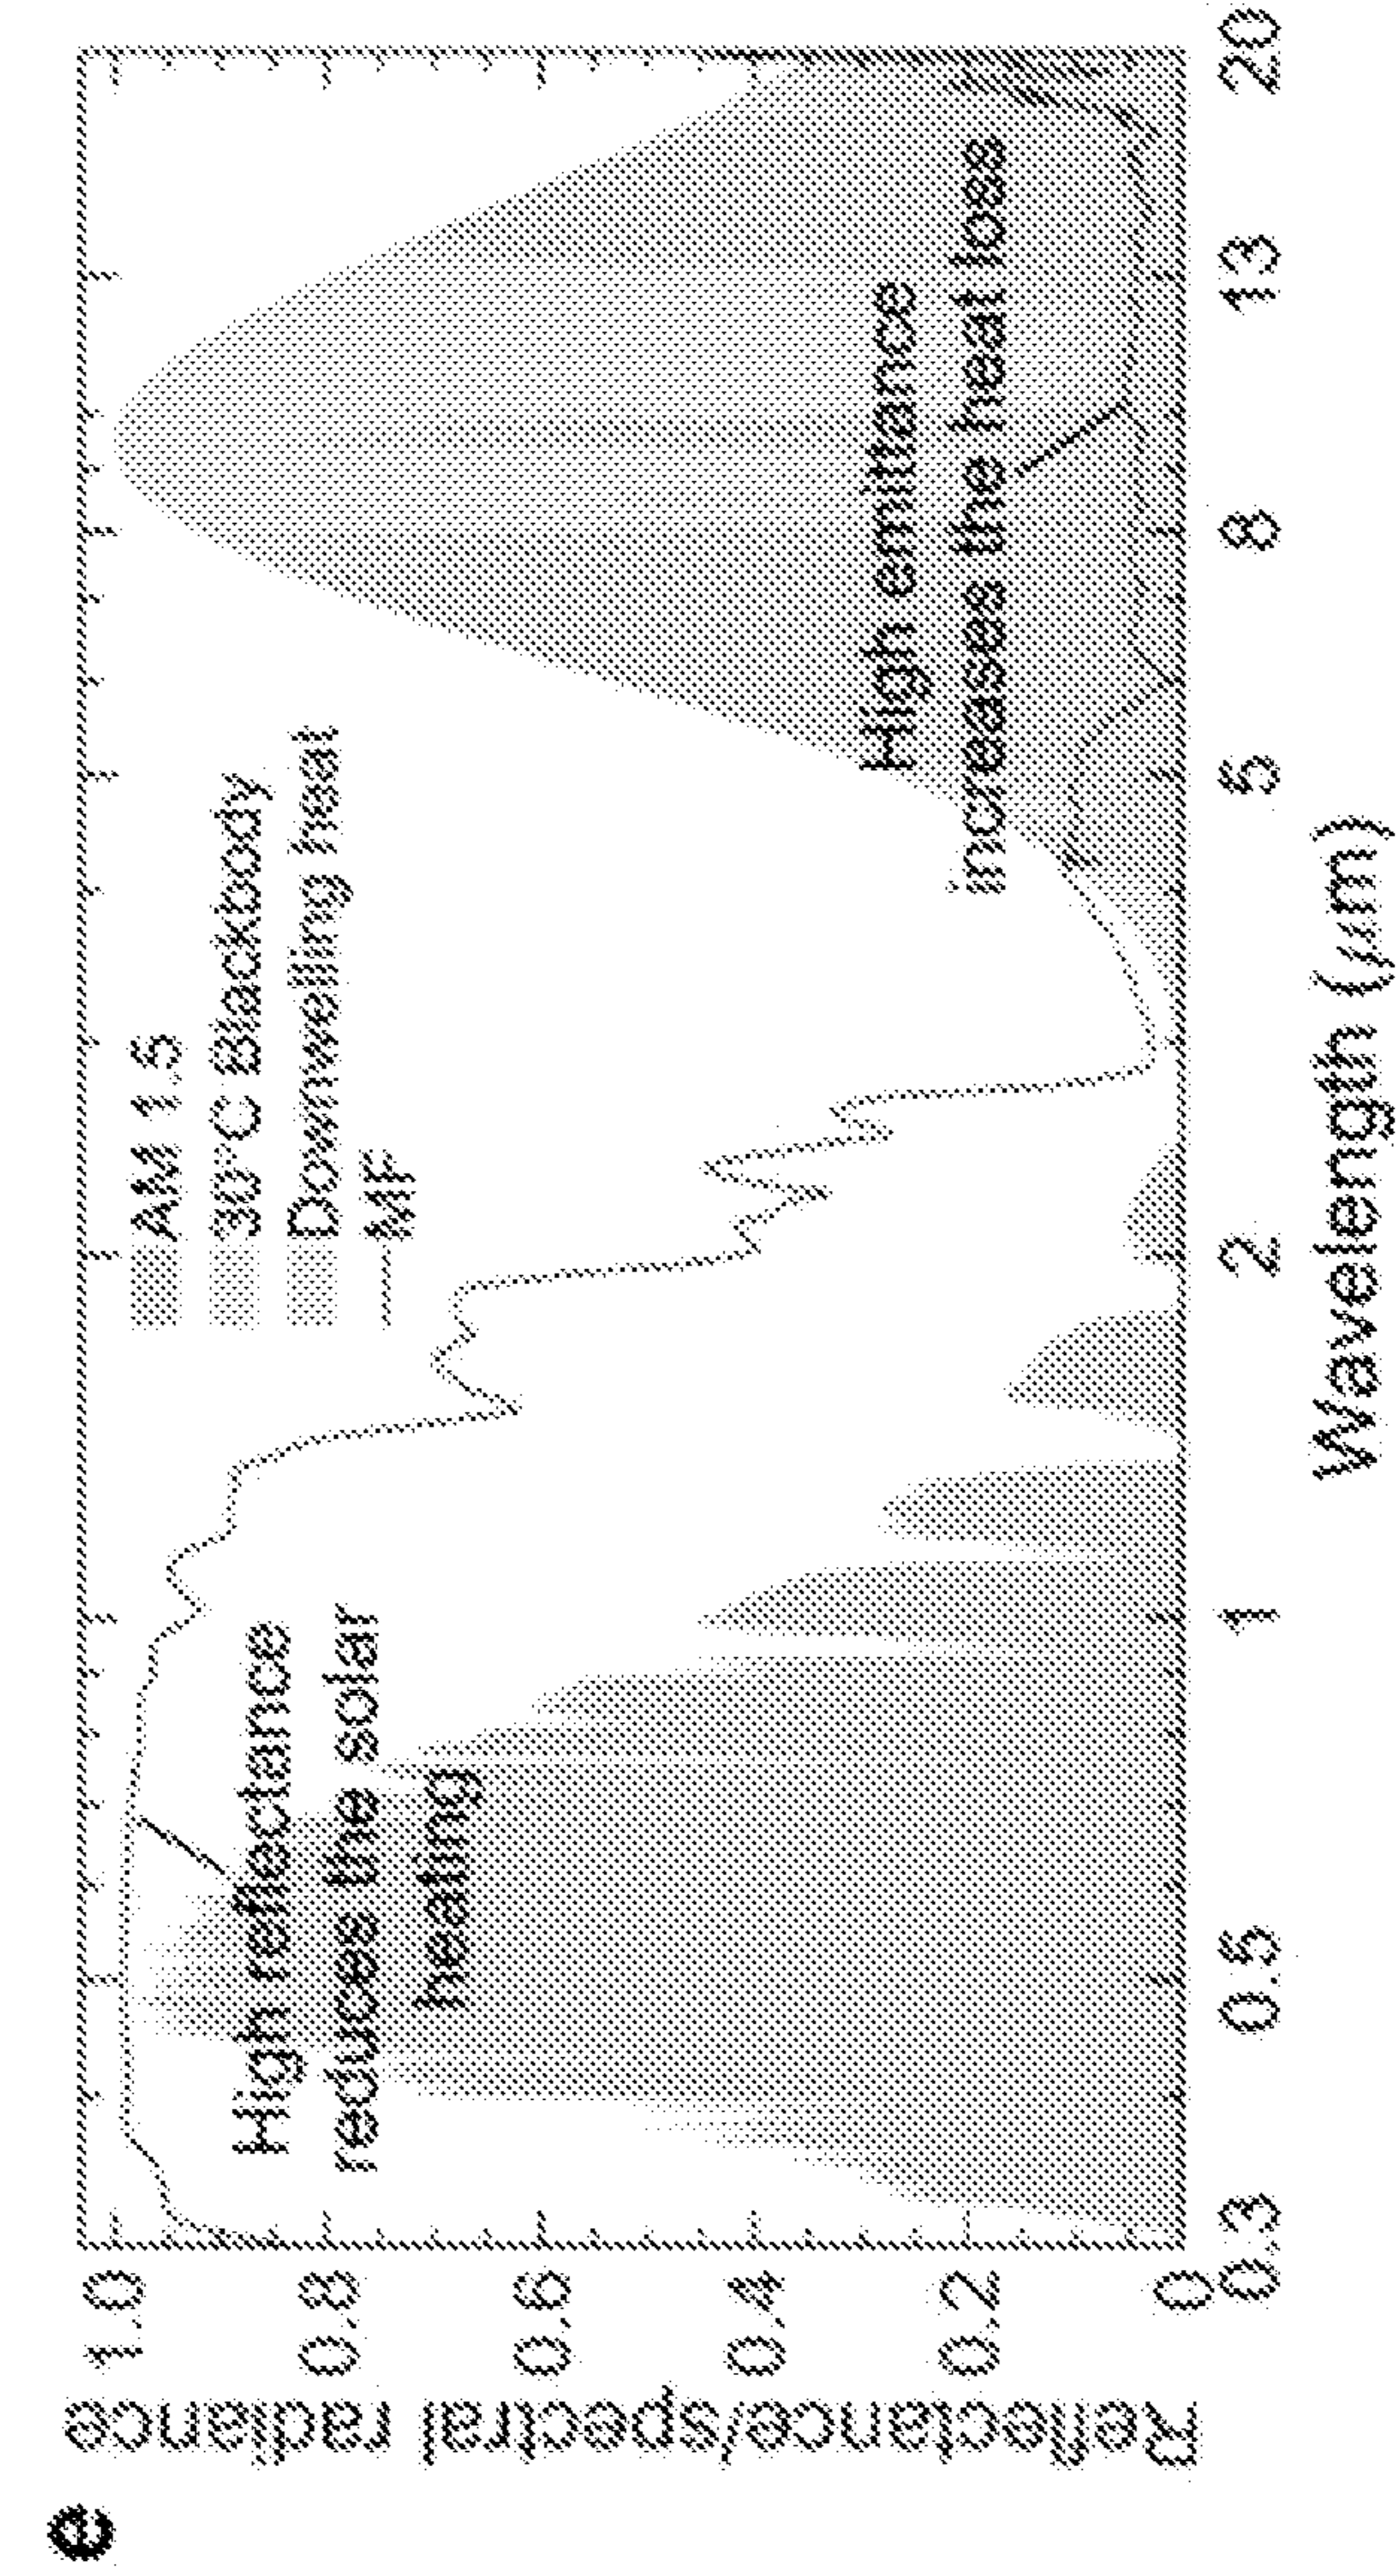 e
Reflectance/spectral radiance
1.0
0.8
0.6
0.4
0.2
0
AM 1.5
30°C Blackbody
Downwelling heat
MF
High reflectance
reduces the solar
heating
High emittance
increases the heat loss
0.3
0.5
1
2
5
8
13
20
Wavelength (μm)